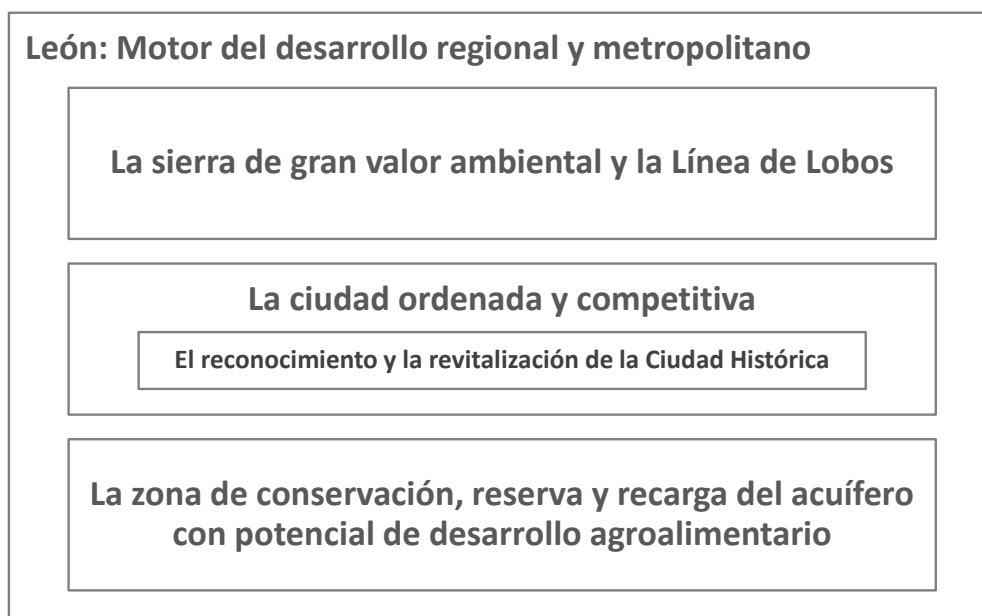 León: Motor del desarrollo regional y metropolitano
La sierra de gran valor ambiental y la Línea de Lobos
La ciudad ordenada y competitiva
El reconocimiento y la revitalización de la Ciudad Histórica
La zona de conservación, reserva y recarga del acuífero
con potencial de desarrollo agroalimentario